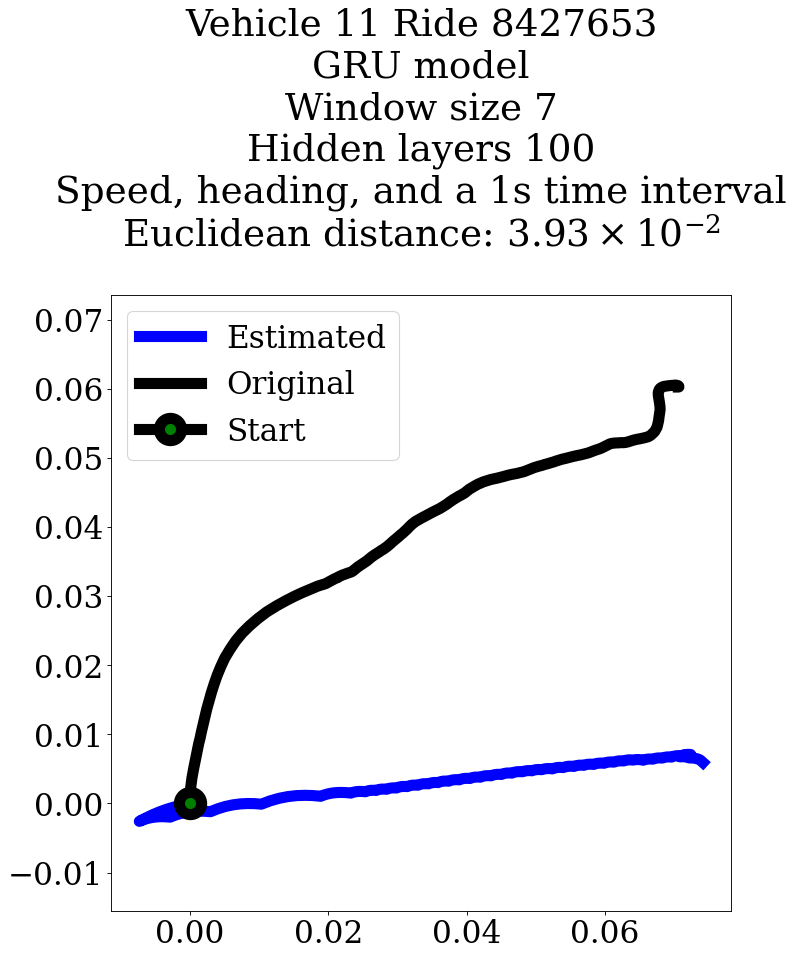 Vehicle 11 Ride 8427653
GRU model
Window size 7
Hidden layers 100
Speed, heading, and a 1s time interval
Euclidean distance: 3.93 × 10⁻²
Estimated
Original
Start
0.07
0.06
0.05
0.04
0.03
0.02
0.01
0.00
−0.01
0.00 0.02 0.04 0.06